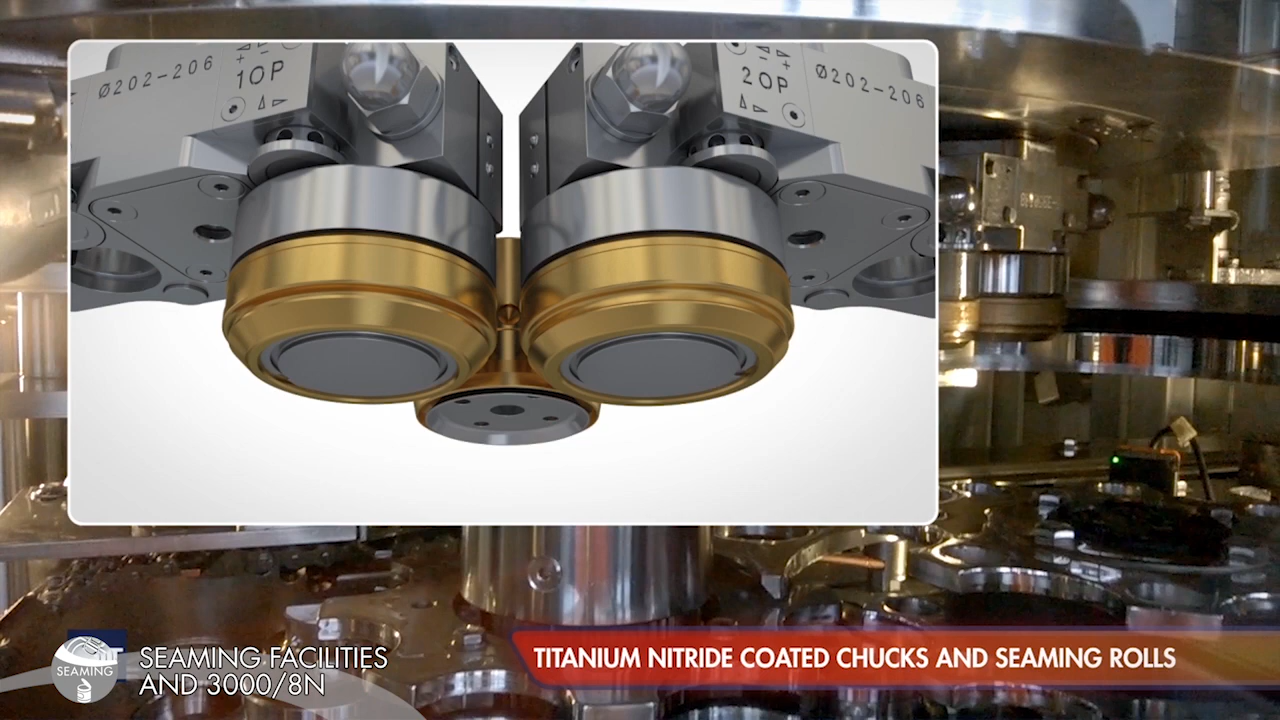 Ø202-206
1OP
2OP
Ø202-206
SEAMING
SEAMING FACILITIES
AND 3000/8N
TITANIUM NITRIDE COATED CHUCKS AND SEAMING ROLLS